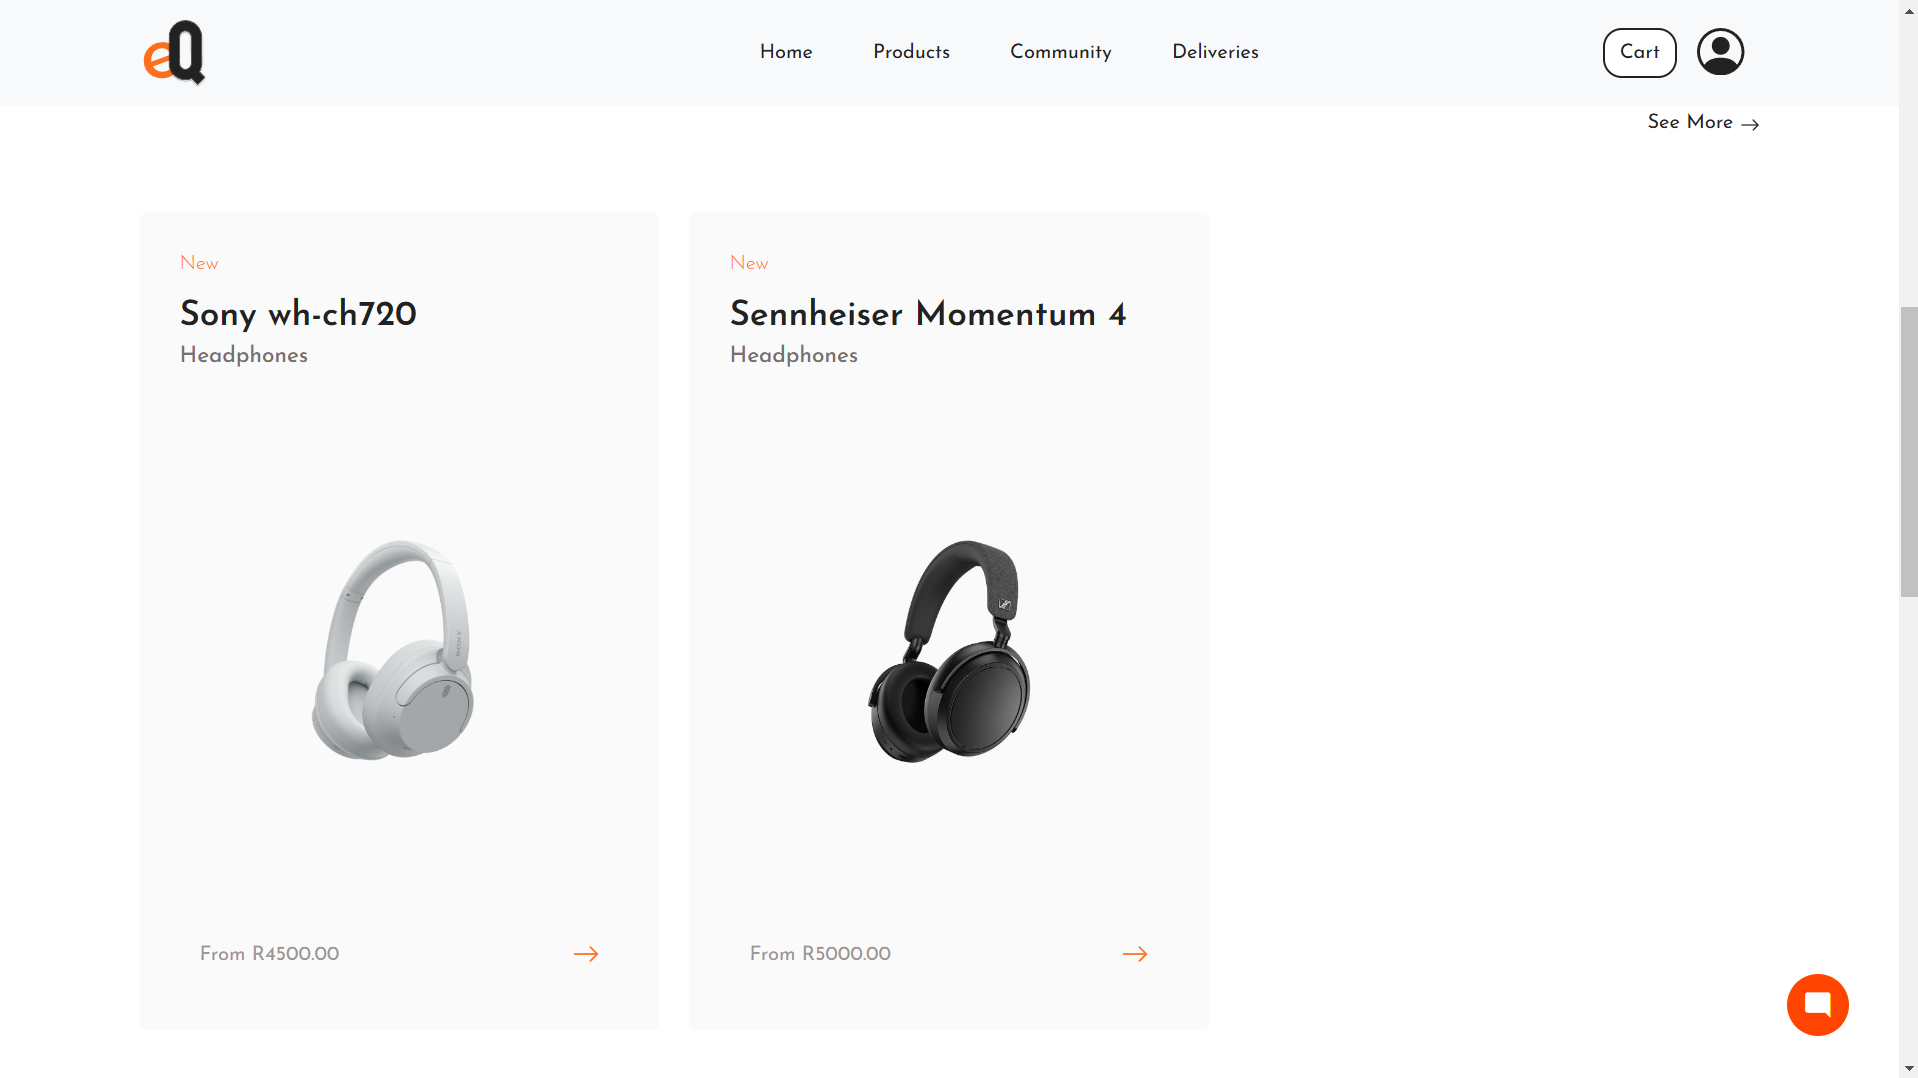 eQ
Home
Products
Community
Deliveries
Cart
See More
New
Sony wh-ch720
Headphones
SONY
From R4500.00
New
Sennheiser Momentum 4
Headphones
From R5000.00